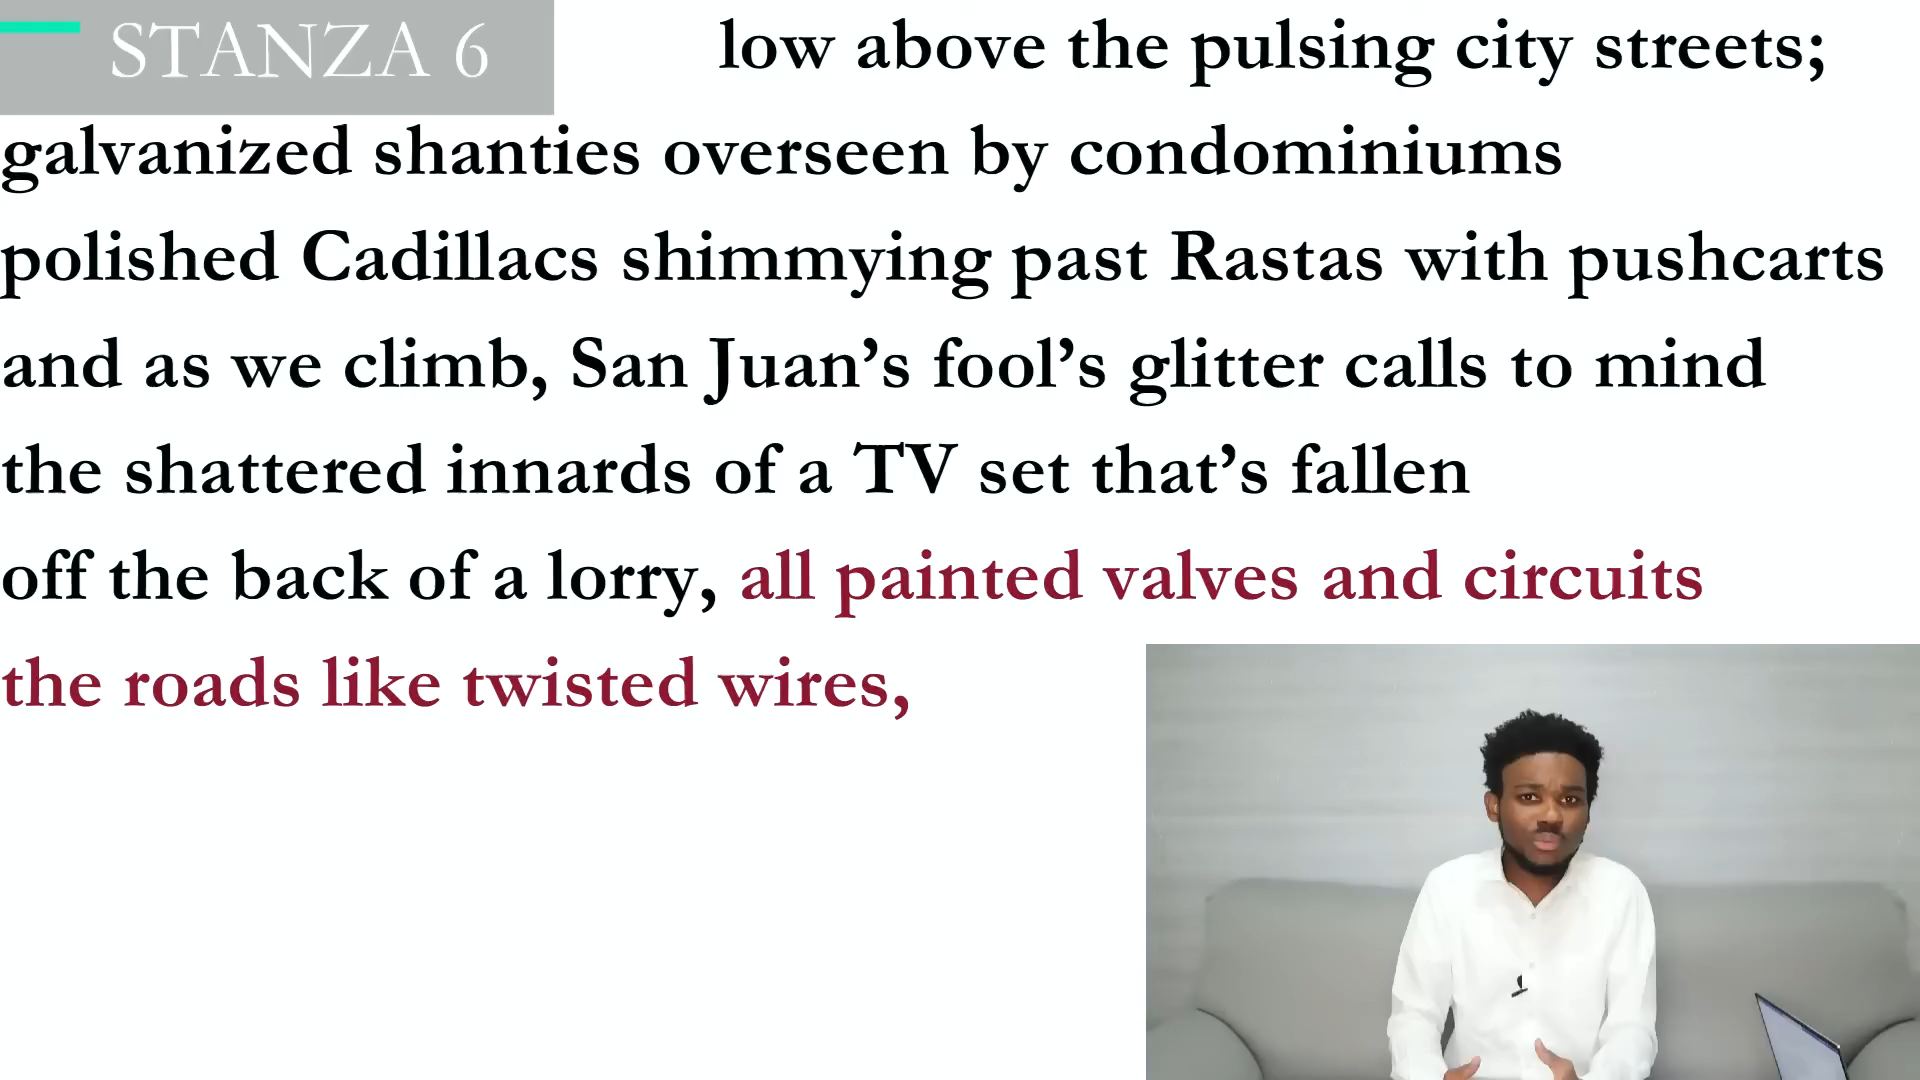 STANZA 6
low above the pulsing city streets;
galvanized shanties overseen by condominiums
polished Cadillacs shimmying past Rastas with pushcarts
and as we climb, San Juan’s fool’s glitter calls to mind
the shattered innards of a TV set that’s fallen
off the back of a lorry, all painted valves and circuits
the roads like twisted wires,